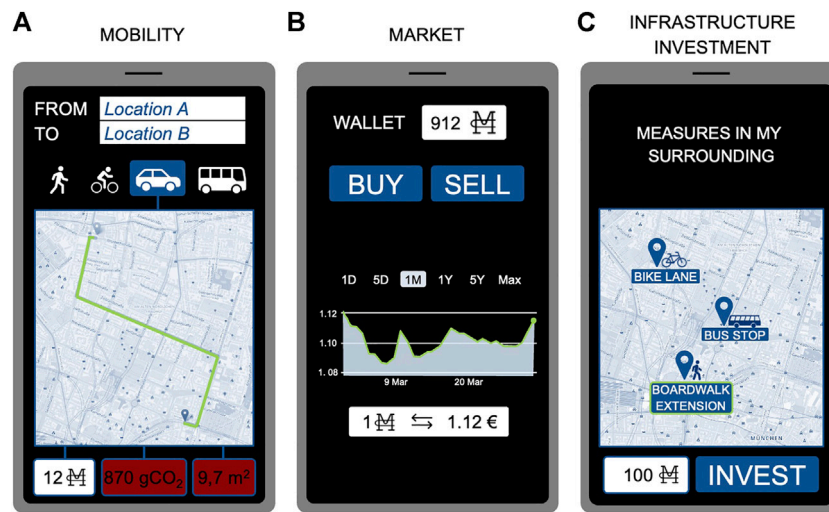 A
MOBILITY
FROM
Location A
TO
Location B
12
870 gCO₂
9,7 m²
B
MARKET
WALLET
912
BUY
SELL
1D 5D 1M 1Y 5Y Max
1.12
1.10
1.08
9 Mar
20 Mar
1
1.12 €
C
INFRASTRUCTURE
INVESTMENT
MEASURES IN MY
SURROUNDING
BIKE LANE
BUS STOP
BOARDWALK
EXTENSION
MÜNCHEN
100
INVEST